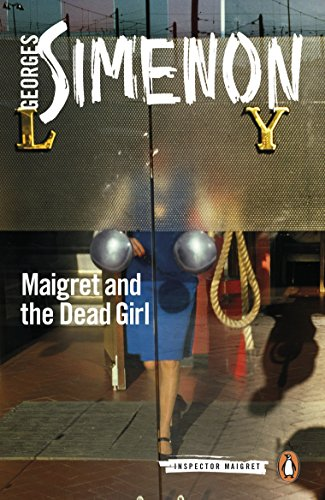 GEORGES
SIMENON
L Y
Maigret and
the Dead Girl
INSPECTOR MAIGRET